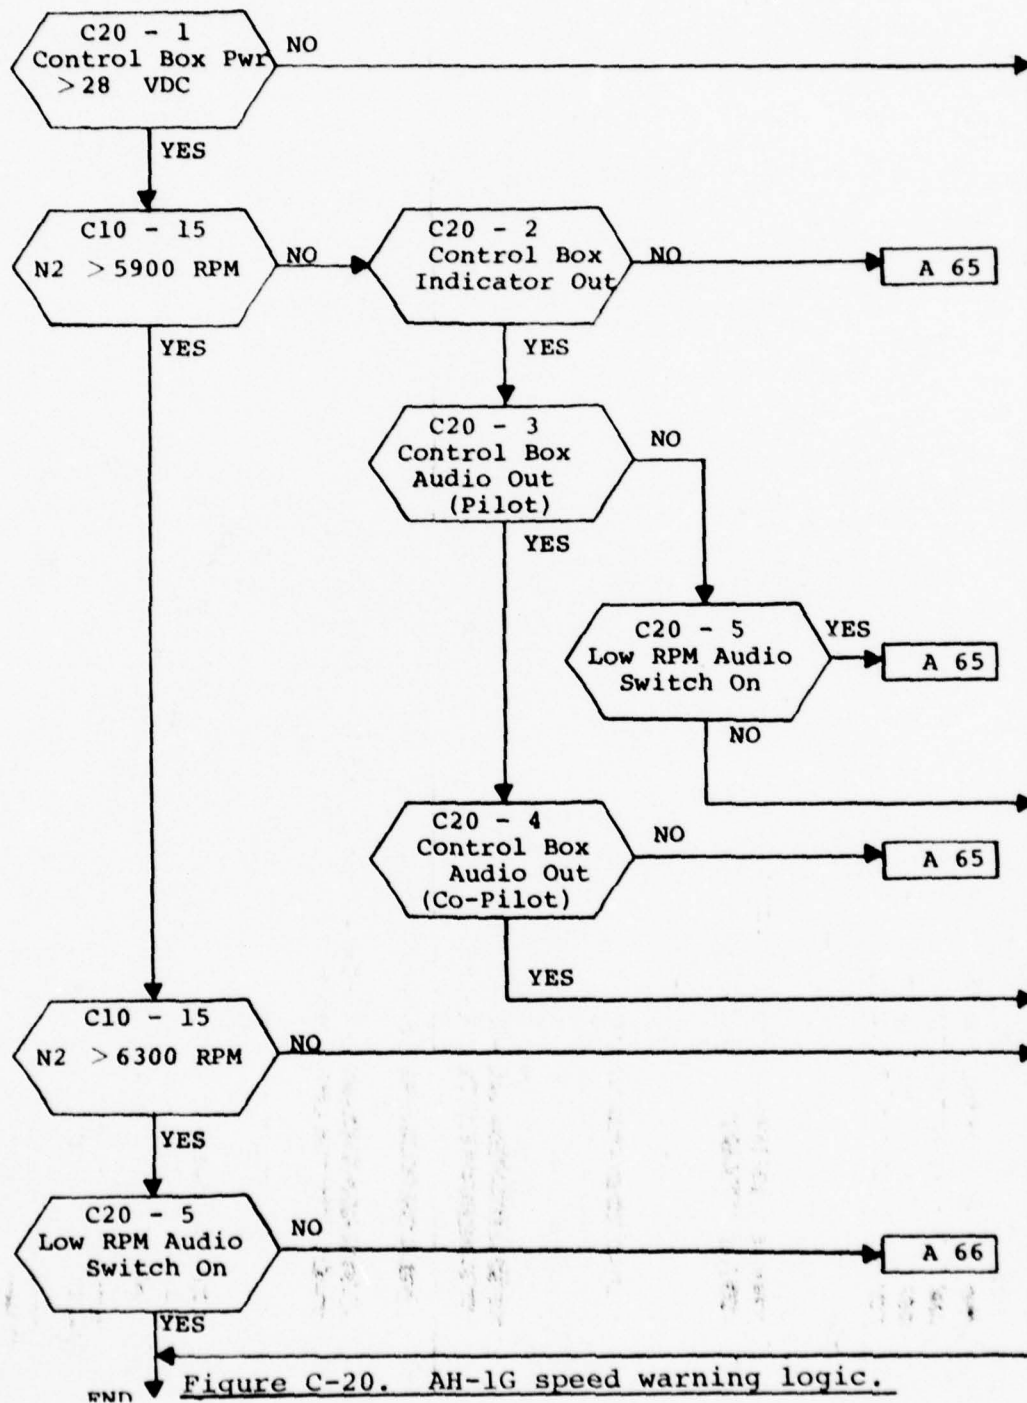 C20 - 1
Control Box Pwr
>28 VDC
NO
YES
C10 - 15
N2 >5900 RPM
NO
C20 - 2
Control Box
Indicator Out
NO
A 65
YES
YES
C20 - 3
Control Box
Audio Out
(Pilot)
NO
YES
C20 - 5
Low RPM Audio
Switch On
YES
A 65
NO
C20 - 4
Control Box
Audio Out
(Co-Pilot)
NO
A 65
YES
C10 - 15
N2 >6300 RPM
NO
YES
C20 - 5
Low RPM Audio
Switch On
NO
A 66
YES
END
Figure C-20. AH-1G speed warning logic.